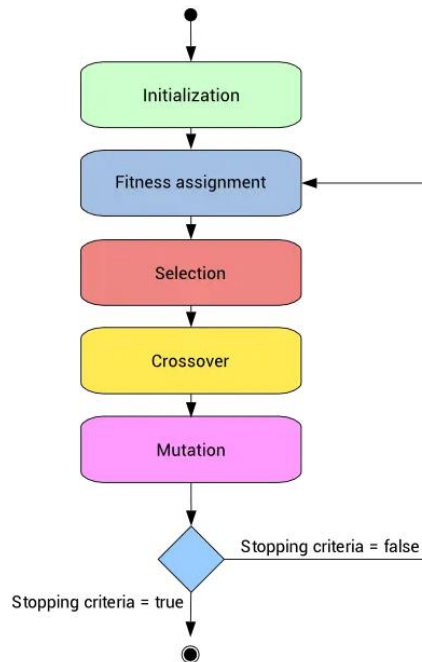 Initialization
Fitness assignment
Selection
Crossover
Mutation
Stopping criteria = false
Stopping criteria = true